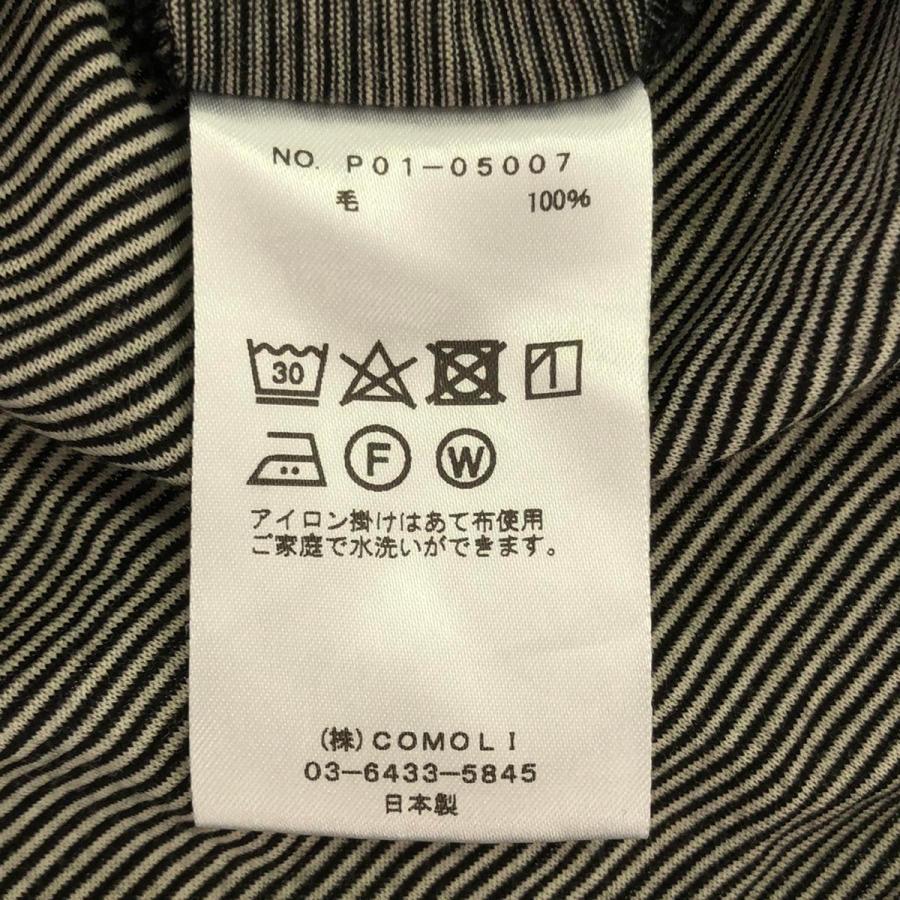 NO. P01-05007
毛 100%
30
F W
アイロン掛けはあて布使用
ご家庭で水洗いができます。
(株)COMOLI
03-6433-5845
日本製